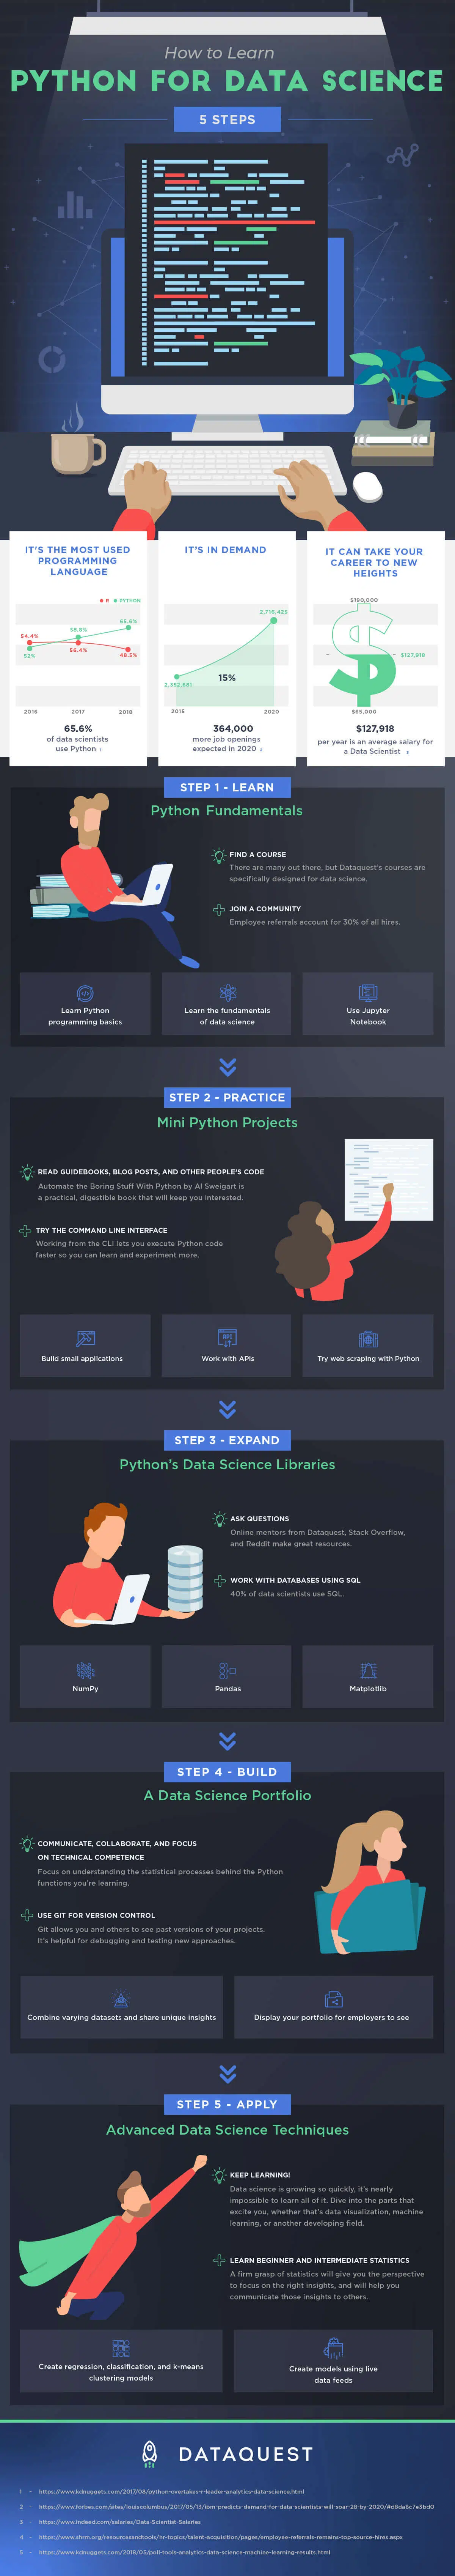 How to Learn
PYTHON FOR DATA SCIENCE
5 STEPS
IT'S THE MOST USED
PROGRAMMING
LANGUAGE
R PYTHON
54.4%
52%
58.8%
56.4%
65.6%
48.5%
2016 2017 2018
65.6%
of data scientists
use Python 1
IT'S IN DEMAND
2,716,425
15%
2,352,681
2015 2020
364,000
more job openings
expected in 2020 2
IT CAN TAKE YOUR
CAREER TO NEW
HEIGHTS
$190,000
$127,918
$65,000
$127,918
per year is an average salary for
a Data Scientist 3
STEP 1 - LEARN
Python Fundamentals
FIND A COURSE
There are many out there, but Dataquest's courses are
specifically designed for data science.
JOIN A COMMUNITY
Employee referrals account for 30% of all hires.
Learn Python
programming basics
Learn the fundamentals
of data science
Use Jupyter
Notebook
STEP 2 - PRACTICE
Mini Python Projects
READ GUIDEBOOKS, BLOG POSTS, AND OTHER PEOPLE'S CODE
Automate the Boring Stuff With Python by Al Sweigart is
a practical, digestible book that will keep you interested.
TRY THE COMMAND LINE INTERFACE
Working from the CLI lets you execute Python code
faster so you can learn and experiment more.
Build small applications
API
Work with APIs
Try web scraping with Python
STEP 3 - EXPAND
Python's Data Science Libraries
ASK QUESTIONS
Online mentors from Dataquest, Stack Overflow,
and Reddit make great resources.
WORK WITH DATABASES USING SQL
40% of data scientists use SQL.
NumPy
Pandas
Matplotlib
STEP 4 - BUILD
A Data Science Portfolio
COMMUNICATE, COLLABORATE, AND FOCUS
ON TECHNICAL COMPETENCE
Focus on understanding the statistical processes behind the Python
functions you're learning.
USE GIT FOR VERSION CONTROL
Git allows you and others to see past versions of your projects.
It's helpful for debugging and testing new approaches.
Combine varying datasets and share unique insights
Display your portfolio for employers to see
STEP 5 - APPLY
Advanced Data Science Techniques
KEEP LEARNING!
Data science is growing so quickly, it's nearly
impossible to learn all of it. Dive into the parts that
excite you, whether that's data visualization, machine
learning, or another developing field.
LEARN BEGINNER AND INTERMEDIATE STATISTICS
A firm grasp of statistics will give you the perspective
to focus on the right insights, and will help you
communicate those insights to others.
Create regression, classification, and k-means
clustering models
Create models using live
data feeds
DATAQUEST
1 - https://www.kdnuggets.com/2017/08/python-overtakes-r-leader-analytics-data-science.html
2 - https://www.forbes.com/sites/louiscolumbus/2017/05/13/ibm-predicts-demand-for-data-scientists-will-soar-28-by-2020/#d8da8c7e3bd0
3 - https://www.indeed.com/salaries/Data-Scientist-Salaries
4 - https://www.shrm.org/resourcesandtools/hr-topics/talent-acquisition/pages/employee-referrals-remains-top-source-hires.aspx
5 - https://www.kdnuggets.com/2018/05/poll-tools-analytics-data-science-machine-learning-results.html